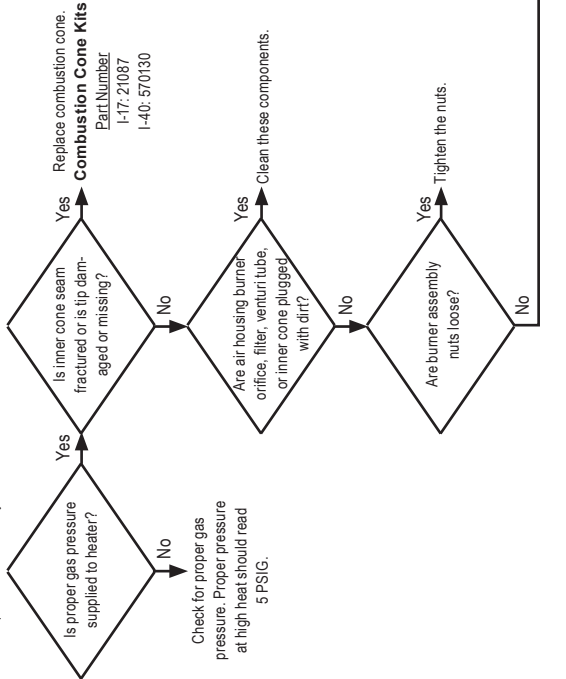 Is proper gas pressure
supplied to heater?
Yes
No
Check for proper gas
pressure. Proper pressure
at high heat should read
5 PSIG.
Is inner cone seam
fractured or is tip dam-
aged or missing?
Yes
Replace combustion cone.
Combustion Cone Kits
Part Number
I-17: 21087
I-40: 570130
No
Are air housing burner
orifice, filter, venturi tube,
or inner cone plugged
with dirt?
Yes
Clean these components.
No
Are burner assembly
nuts loose?
Yes
Tighten the nuts.
No